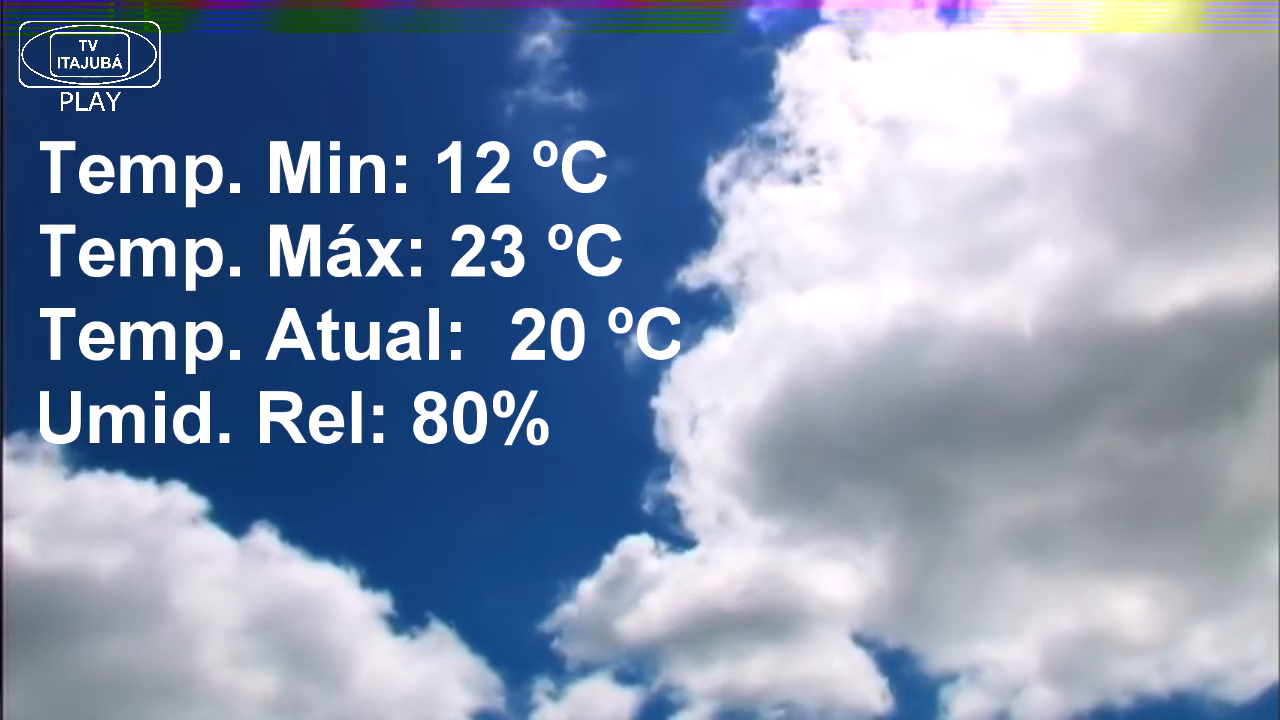 TV
ITAJUBÁ
PLAY
Temp. Min: 12 ºC
Temp. Máx: 23 ºC
Temp. Atual:  20 ºC
Umid. Rel: 80%